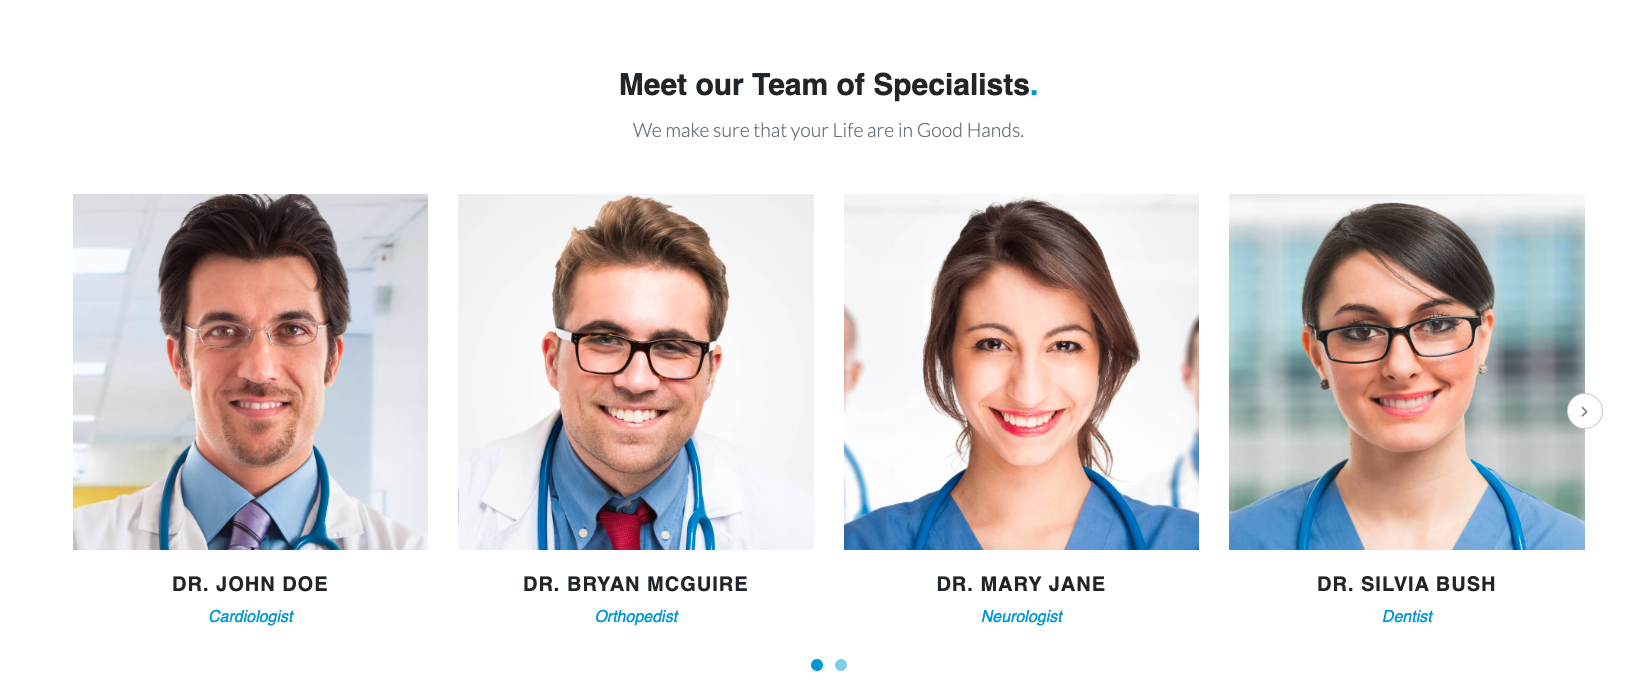 Meet our Team of Specialists.
We make sure that your Life are in Good Hands.
DR. JOHN DOE
DR. BRYAN MCGUIRE
DR. MARY JANE
DR. SILVIA BUSH
Cardiologist
Orthopedist
Neurologist
Dentist